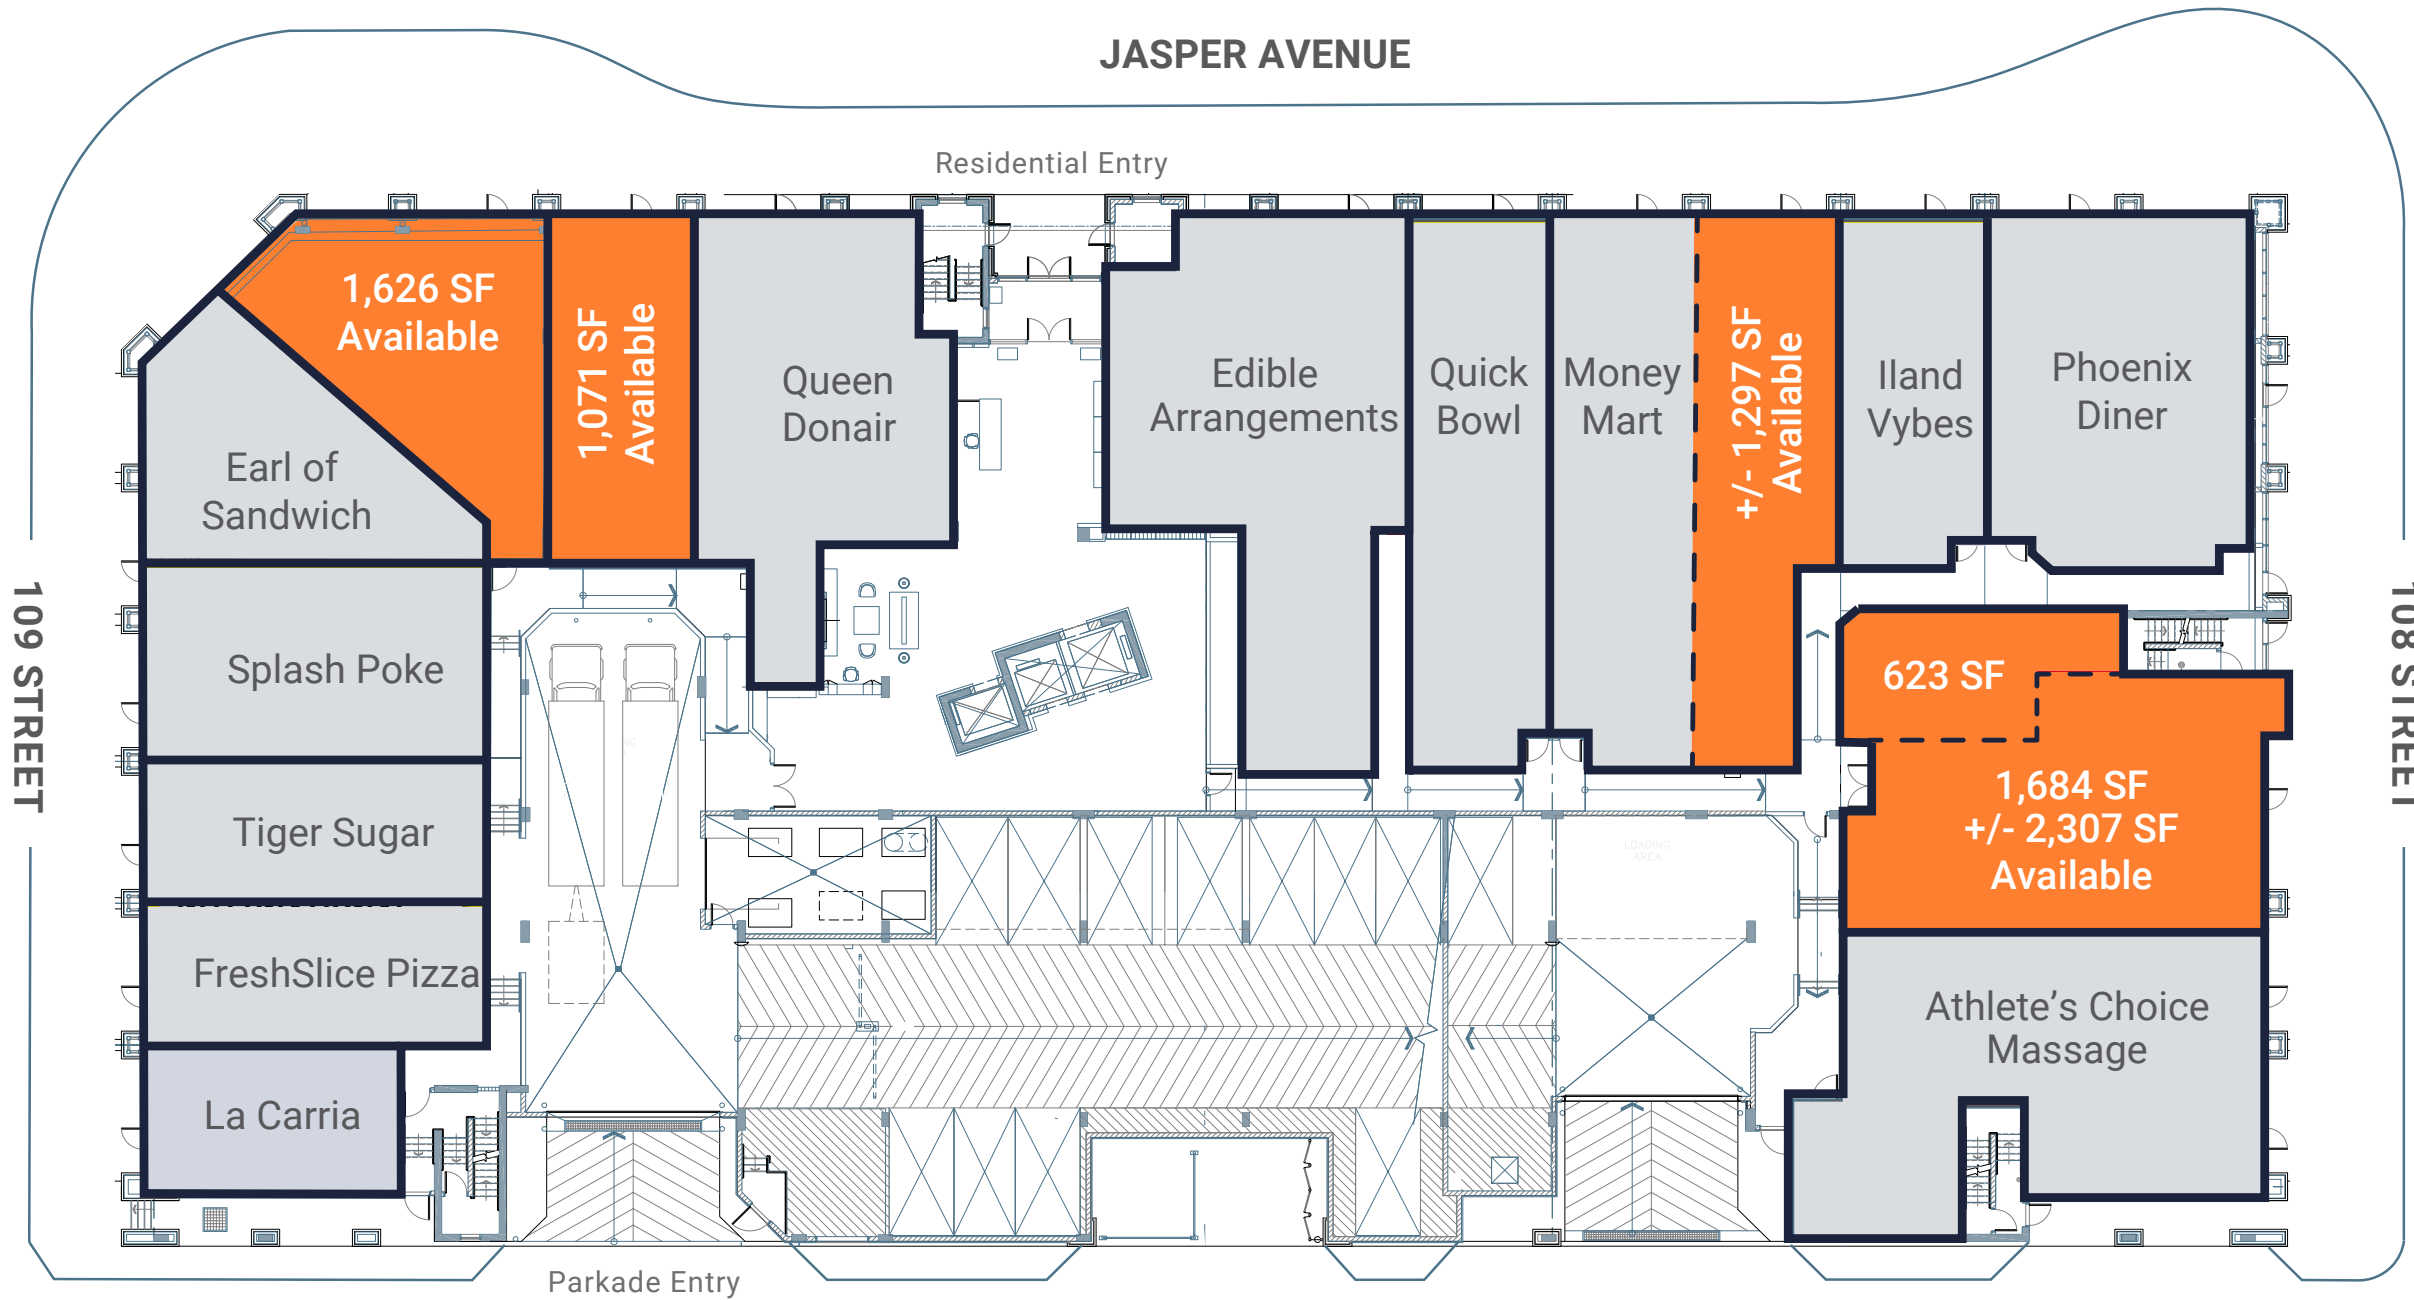 JASPER AVENUE
Residential Entry
1,626 SF
Available
1,071 SF
Available
Queen
Donair
Edible
Arrangements
Quick
Bowl
Money
Mart
+/- 1,297 SF
Available
Iland
Vybes
Phoenix
Diner
Earl of
Sandwich
109 STREET
108 STREET
Splash Poke
623 SF
Tiger Sugar
1,684 SF
+/- 2,307 SF
Available
LOADING
AREA
FreshSlice Pizza
Athlete's Choice
Massage
La Carria
Parkade Entry